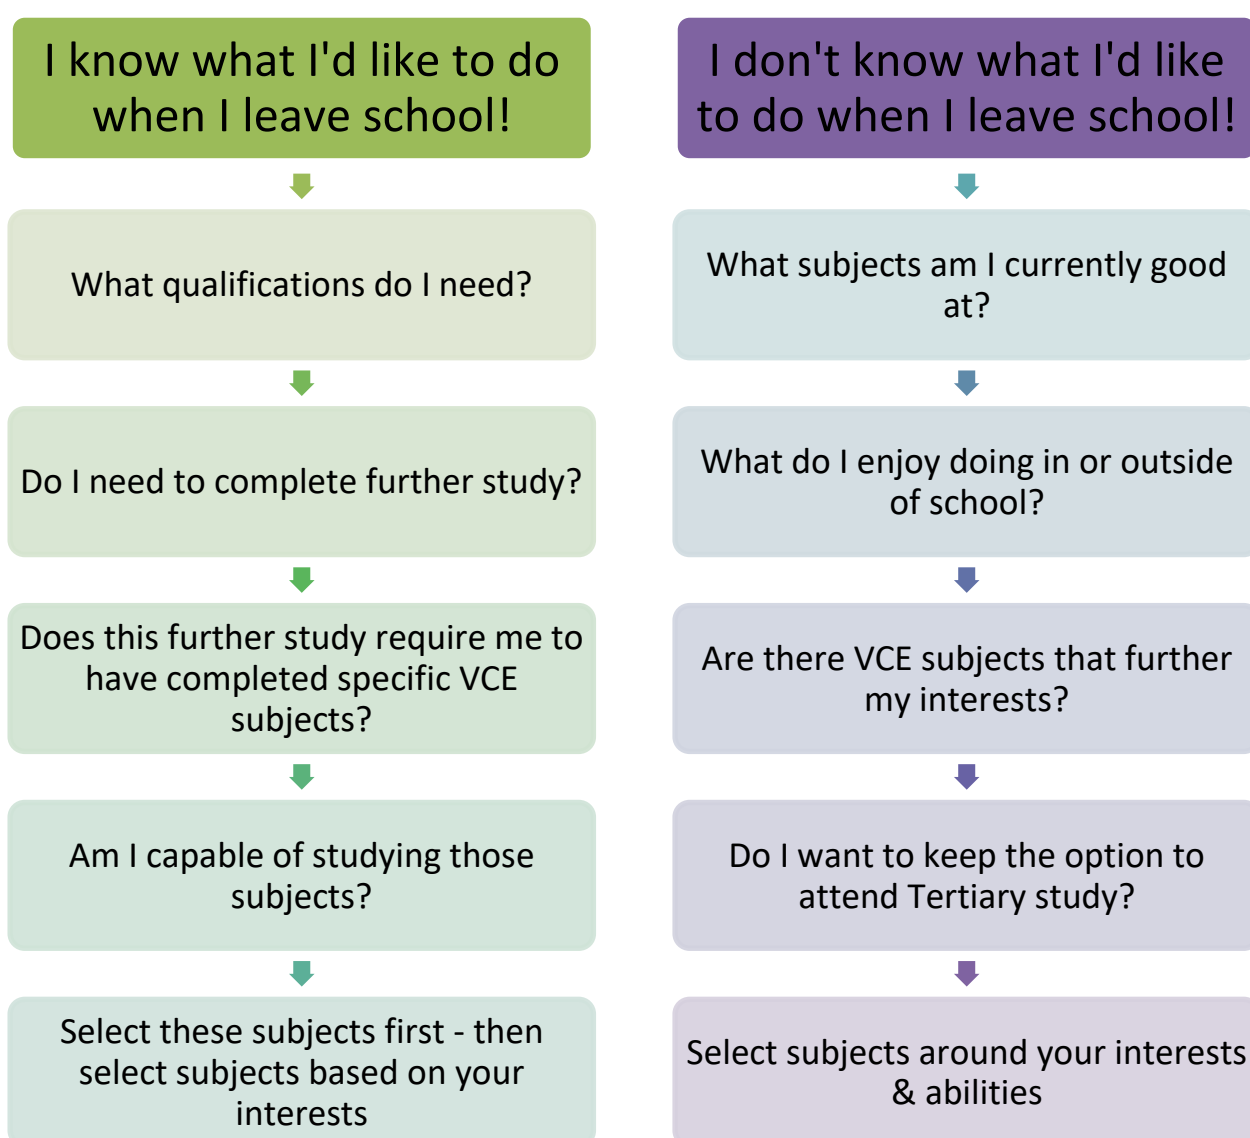 I know what I'd like to do
when I leave school!
What qualifications do I need?
Do I need to complete further study?
Does this further study require me to
have completed specific VCE
subjects?
Am I capable of studying those
subjects?
Select these subjects first - then
select subjects based on your
interests
I don't know what I'd like
to do when I leave school!
What subjects am I currently good
at?
What do I enjoy doing in or outside
of school?
Are there VCE subjects that further
my interests?
Do I want to keep the option to
attend Tertiary study?
Select subjects around your interests
& abilities